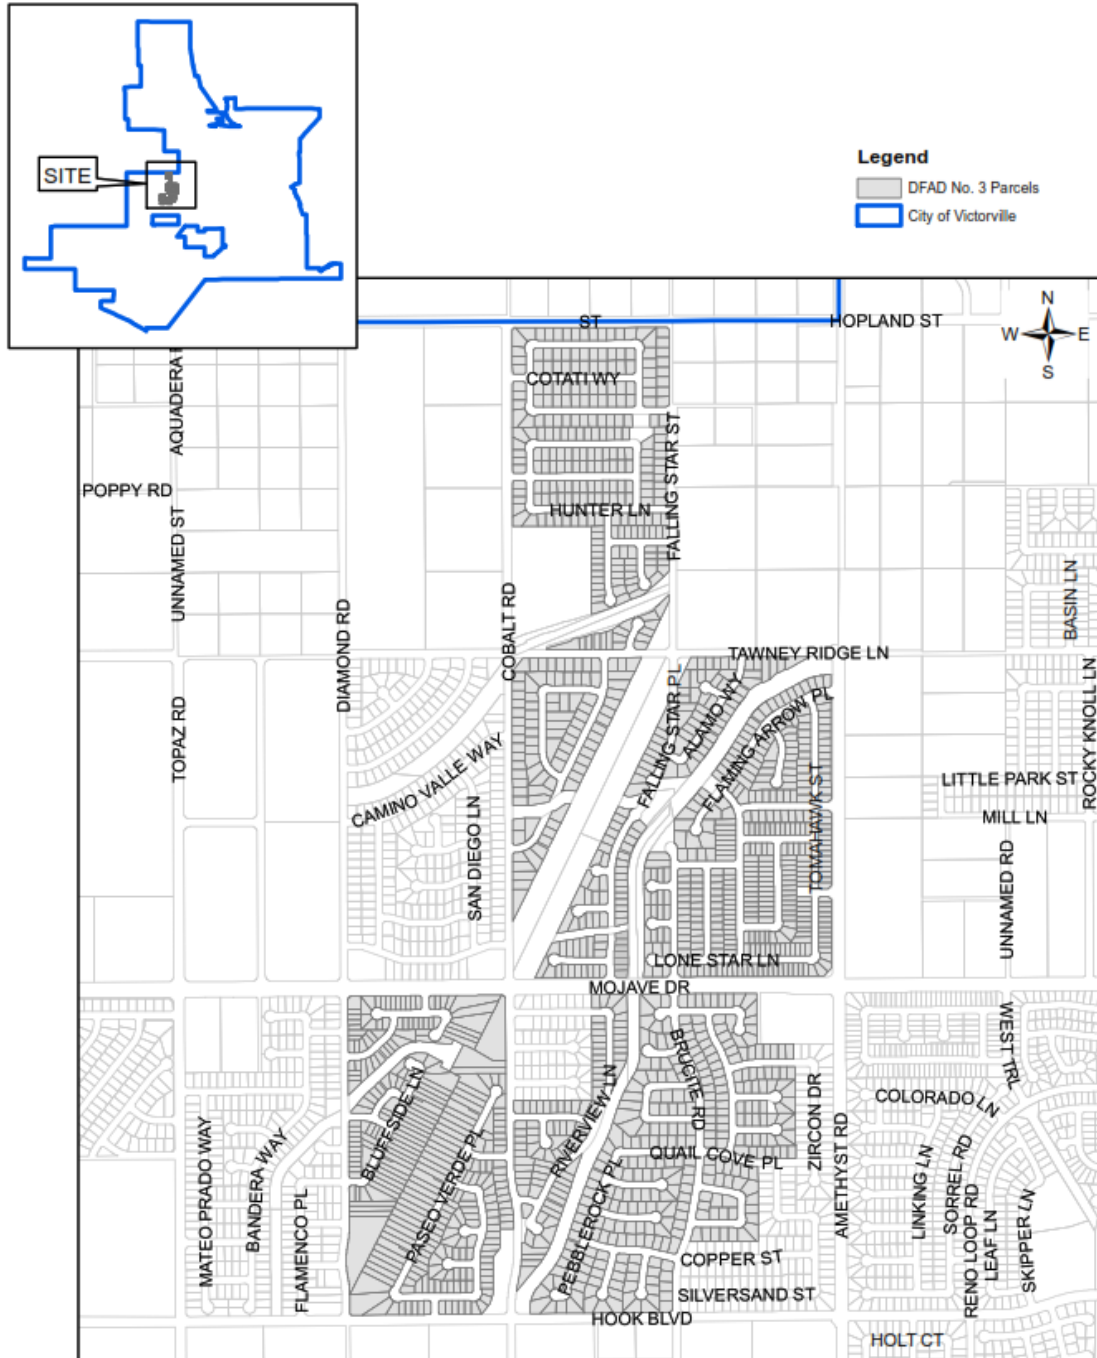 SITE
Legend
DFAD No. 3 Parcels
City of Victorville
N
W
E
S
ST
HOPLAND ST
AQUADERA
COTATI WY
FALLING STAR ST
POPPY RD
HUNTER LN
UNNAMED ST
BASIN LN
COBALT RD
DIAMOND RD
TAWNEY RIDGE LN
TOPAZ RD
FALLING STAR PL
ALAMO WY
FLAMING ARROW PL
ROCKY KNOLL LN
CAMINO VALLE WAY
LITTLE PARK ST
MILL LN
SAN DIEGO LN
TOMAHAWK ST
UNNAMED RD
LONE STAR LN
MOJAVE DR
WEST TRL
BRUCITE RD
COLORADO LN
BLUFFSIDE LN
RIVERVIEW LN
ZIRCON DR
MATEO PRADO WAY
BANDERA WAY
PASEO VERDE PL
QUAIL COVE PL
AMETHYST RD
LINKING LN
SORREL RD
FLAMENCO PL
PEBBLEROCK PL
RENO LOOP RD
LEAF LN
SKIPPER LN
COPPER ST
SILVERSAND ST
HOOK BLVD
HOLT CT